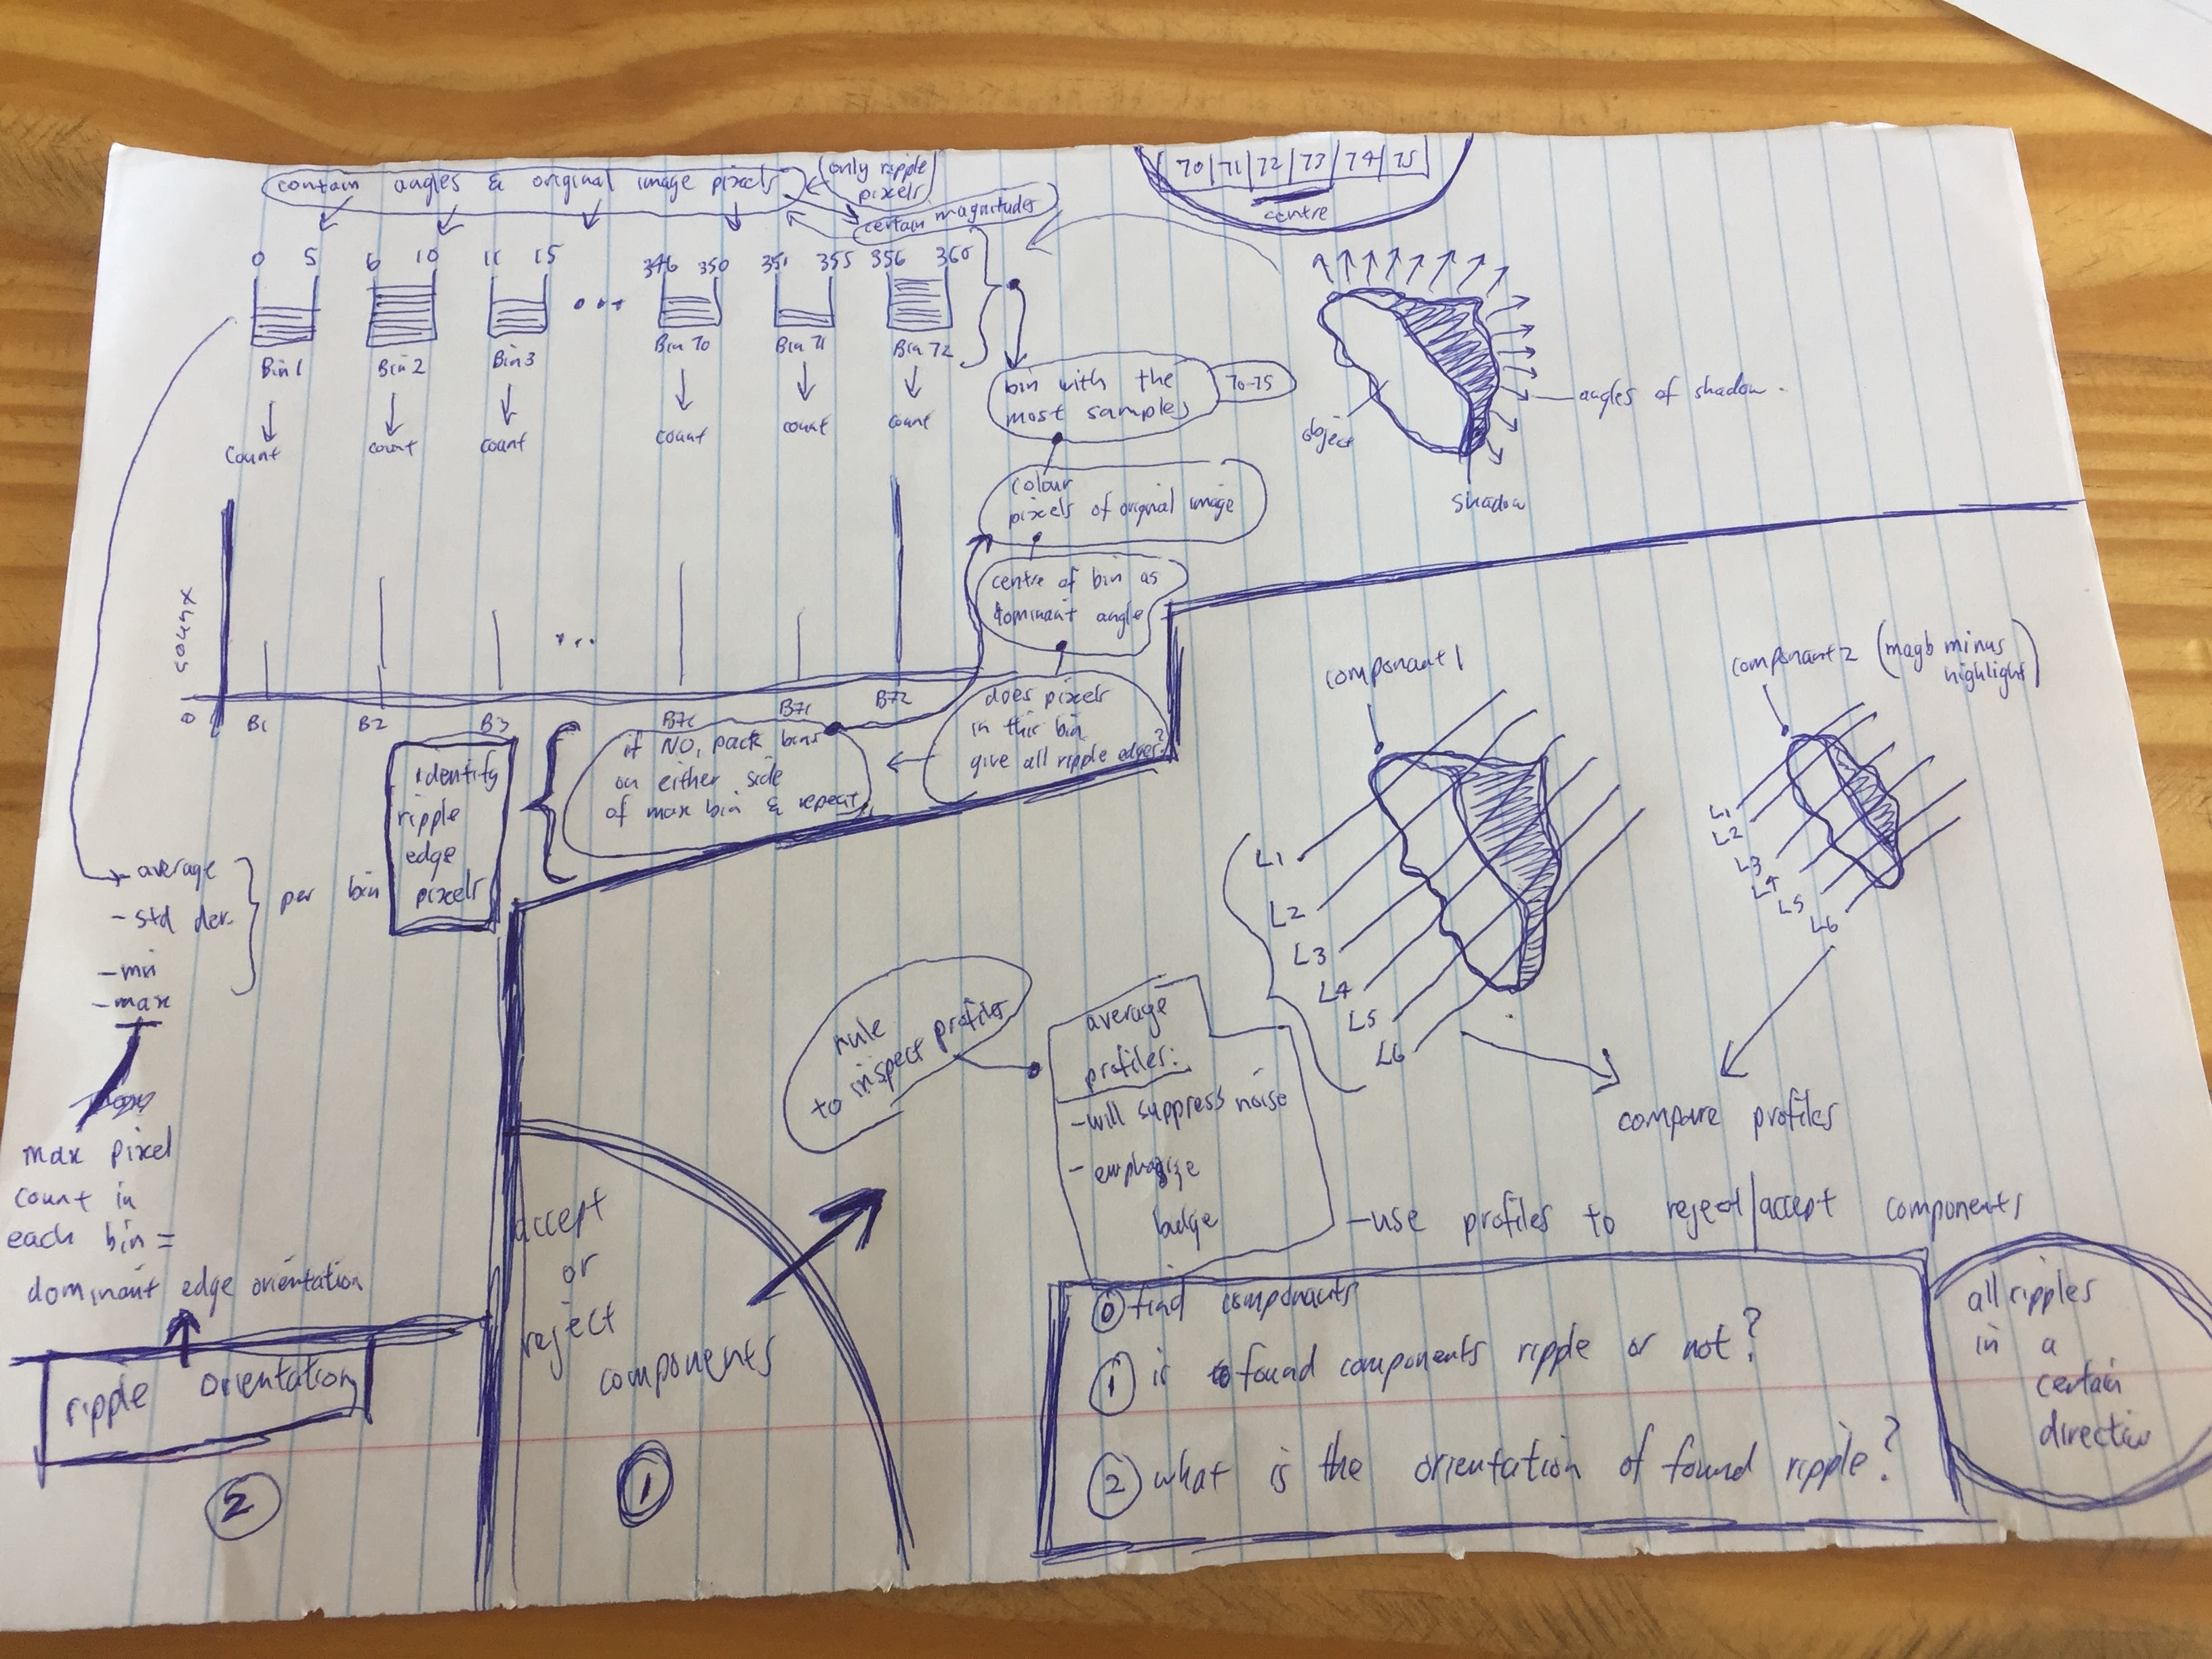 contain angles & original image pixels
(only ripple
pixels)
certain magnitudes
70|71|72|73|74|75
centre
0 5 6 10 11 15 ... 346 350 351 355 356 360
Bin 1 Bin 2 Bin 3 Bin 70 Bin 71 Bin 72
count count count count count count
bin with the
most samples
70-75
object
shadow
angles of shadow.
colour
pixels of original image
centre of bin as
dominant angle
does pixels
in this bin
give all ripple edges?
if NO, pack bins
on either side
of max bin & repeat
count
0 B1 B2 B3 ... B70 B71 B72
identify
ripple
edge
pixels
- average
- std dev.
- min
- max
per bin
max pixel
count in
each bin =
dominant edge orientation
ripple orientation
2
accept
or
reject
components
1
rule
to inspect profiles
average
profiles:
- will suppress noise
- emphasize
bulge
componant 1
L1
L2
L3
L4
L5
L6
componant 2 (magb minus
highlight)
L1
L2
L3
L4
L5
L6
compare profiles
- use profiles to reject/accept components
0 find componants
1 is found components ripple or not?
2 what is the orientation of found ripple?
all ripples
in a
certain
direction